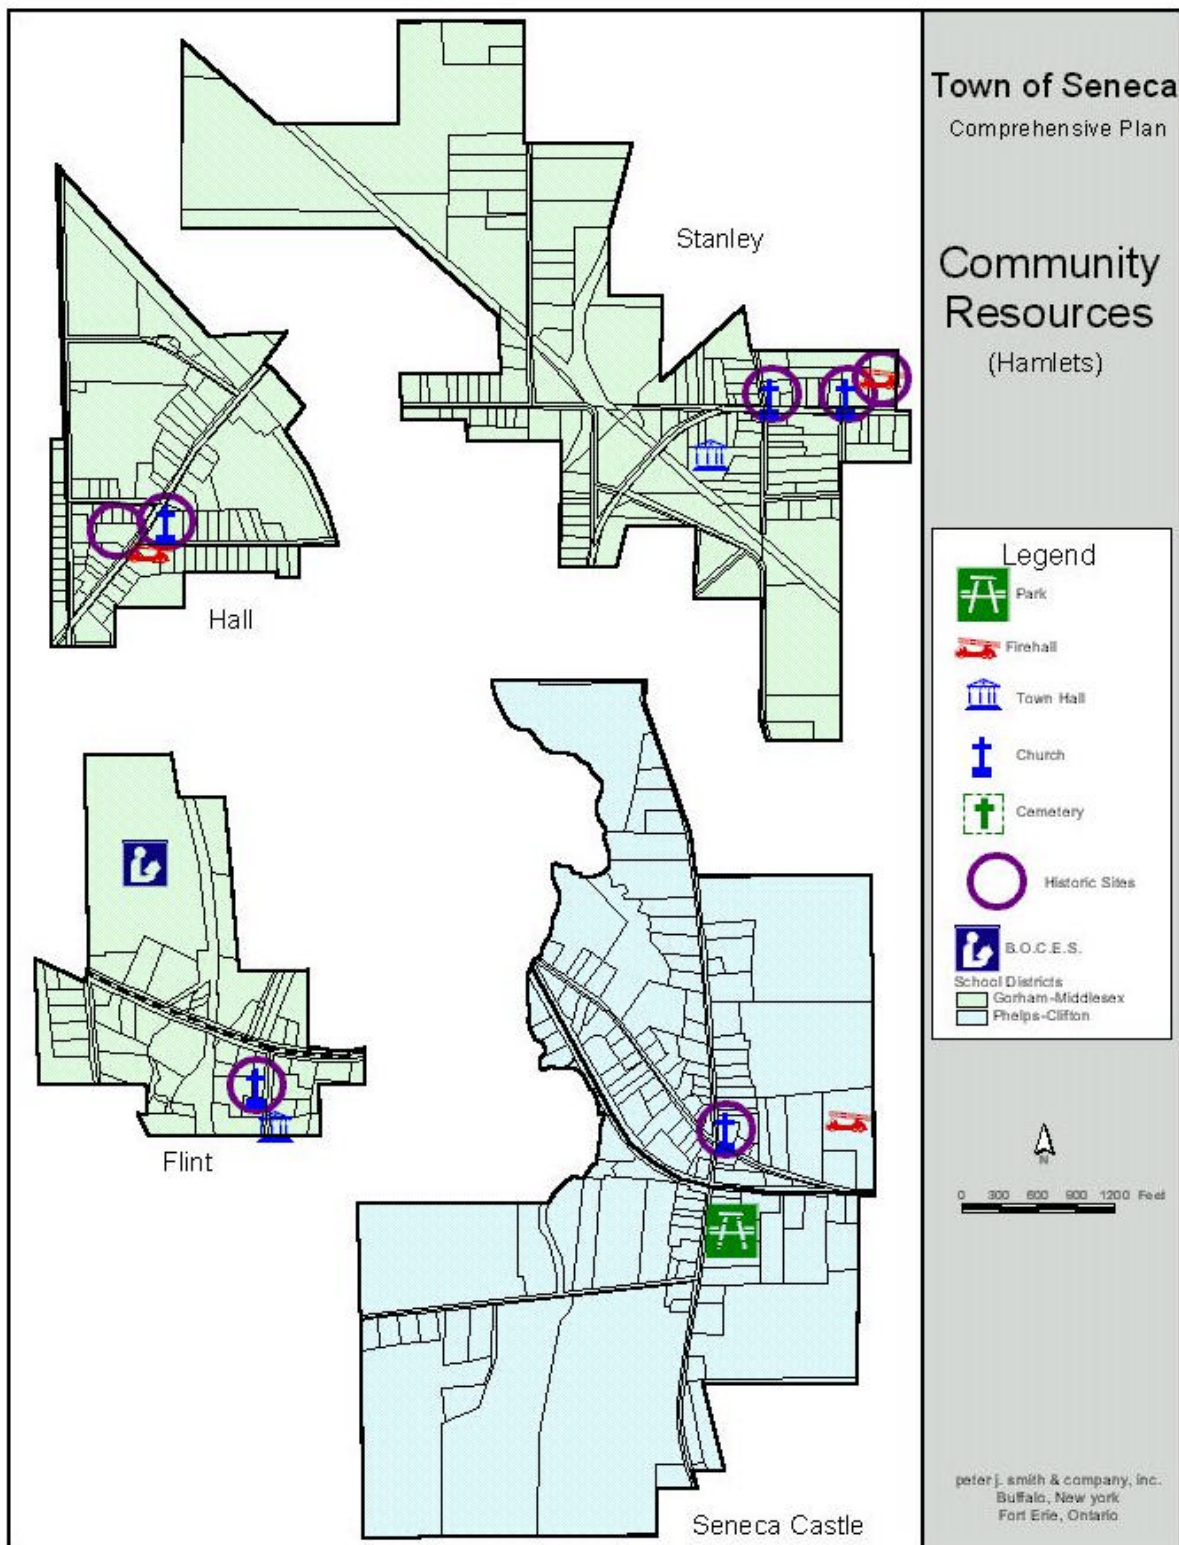 Town of Seneca
Comprehensive Plan
Community
Resources
(Hamlets)
Stanley
Hall
Flint
Seneca Castle
Legend
Park
Firehall
Town Hall
Church
Cemetery
Historic Sites
B.O.C.E.S.
School Districts
Gorham-Middlesex
Phelps-Clifton
N
0 300 600 900 1200 Feet
peter j. smith & company, inc.
Buffalo, New york
Fort Erie, Ontario